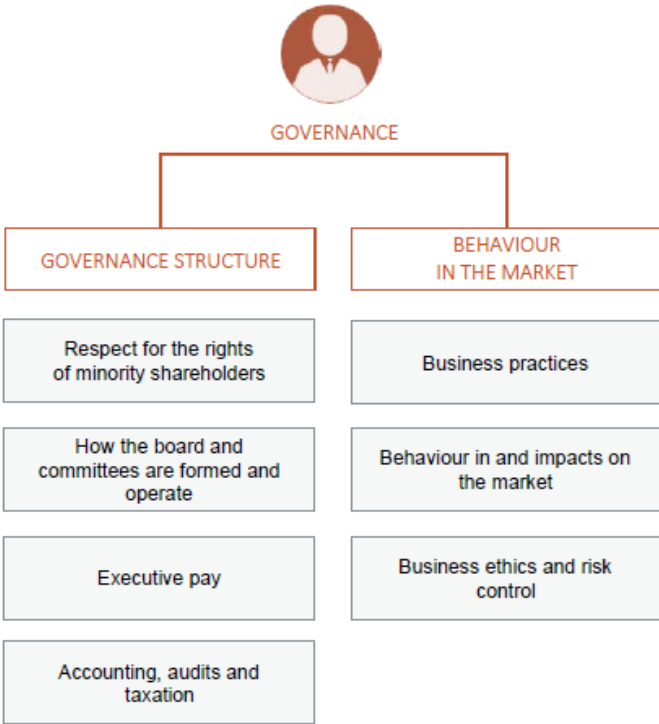 GOVERNANCE
GOVERNANCE STRUCTURE
Respect for the rights
of minority shareholders
How the board and
committees are formed and
operate
Executive pay
Accounting, audits and
taxation
BEHAVIOUR
IN THE MARKET
Business practices
Behaviour in and impacts on
the market
Business ethics and risk
control